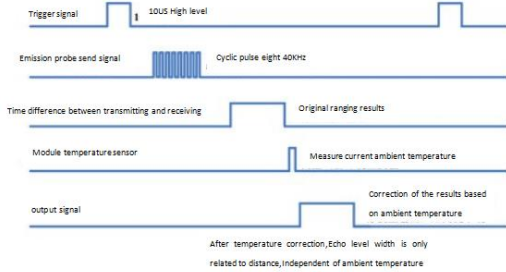 Trigger signal
10US High level
Emission probe send signal
Cyclic pulse eight 40KHz
Time difference between transmitting and receiving
Original ranging results
Module temperature sensor
Measure current ambient temperature
Correction of the results based
output signal
on ambient temperature
After temperature correction,Echo level width is only
related to distance,Independent of ambient temperature